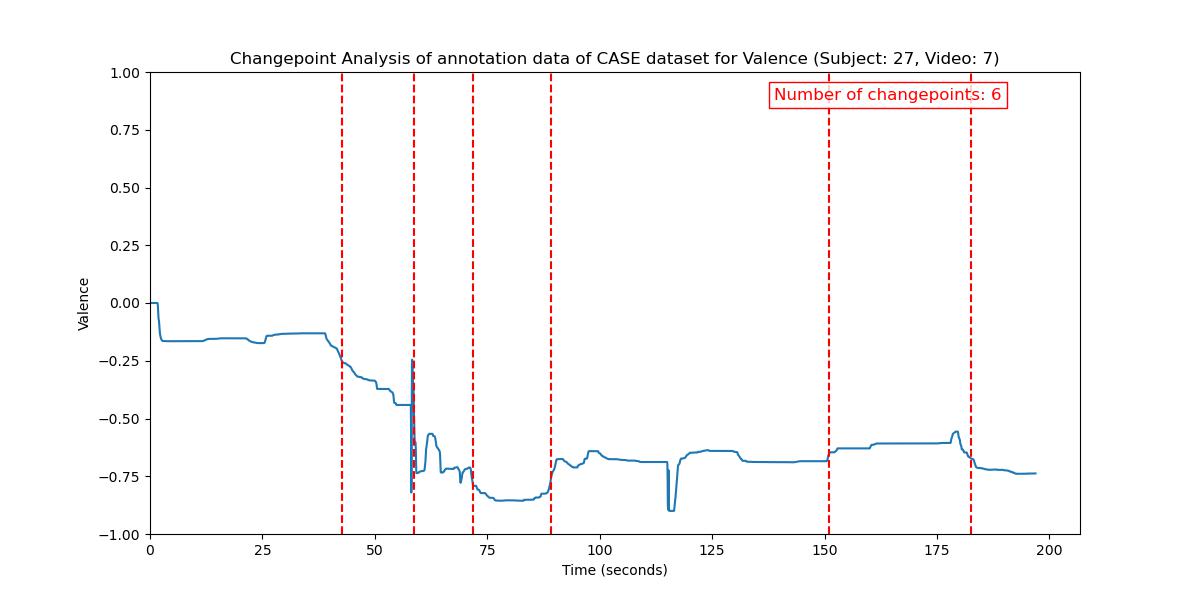 Changepoint Analysis of annotation data of CASE dataset for Valence (Subject: 27, Video: 7)
Number of changepoints: 6
Valence
1.00
0.75
0.50
0.25
0.00
−0.25
−0.50
−0.75
−1.00
0 25 50 75 100 125 150 175 200
Time (seconds)